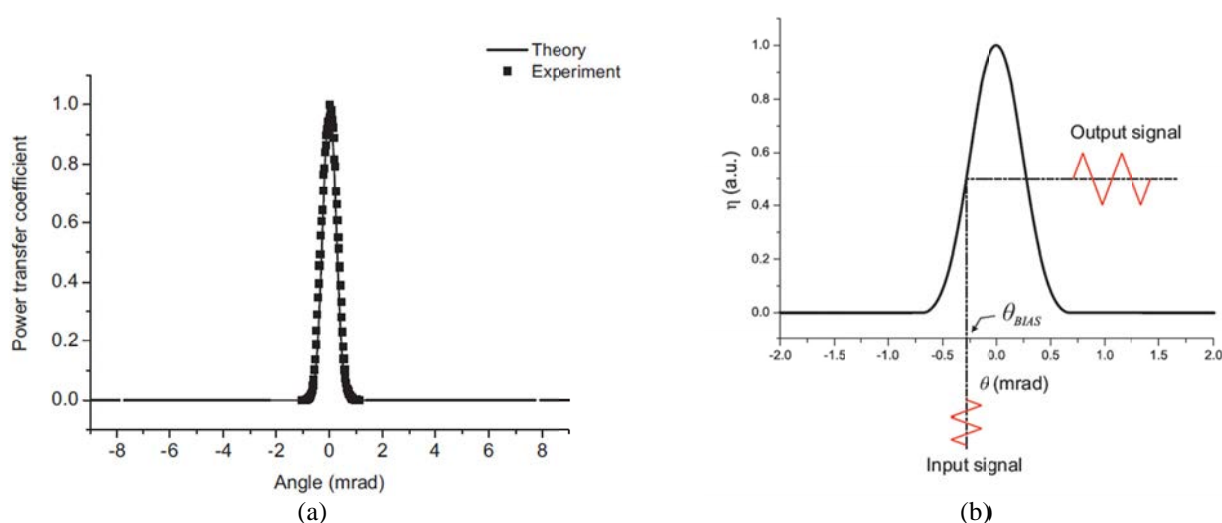 Theory
Experiment
1.0
0.8
0.6
0.4
0.2
0.0
Power transfer coefficient
-8 -6 -4 -2 0 2 4 6 8
Angle (mrad)
(a)
1.0
0.8
0.6
0.4
0.2
0.0
η (a.u.)
Output signal
θBIAS
-2.0 -1.5 -1.0 -0.5 0.0 0.5 1.0 1.5 2.0
θ (mrad)
Input signal
(b)